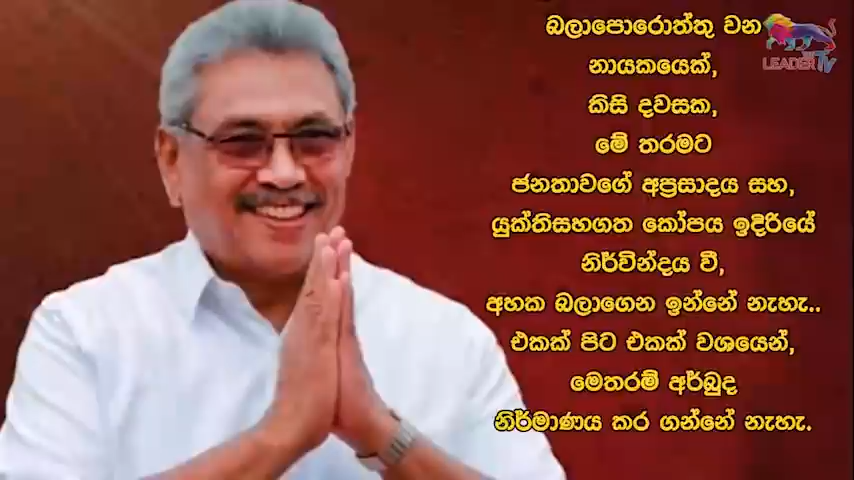 බලාපොරොත්තු වන
LEADER TV
නායකයෙක්,
කිසි දවසක,
මේ තරමට
ජනතාවගේ අප්‍රසාදය සහ,
යුක්තිසහගත කෝපය ඉදිරියේ
නිර්වින්දය වී,
අහක බලාගෙන ඉන්නේ නැහැ..
එකක් පිට එකක් වශයෙන්,
මෙතරම් අර්බුද
නිර්මාණය කර ගන්නේ නැහැ.